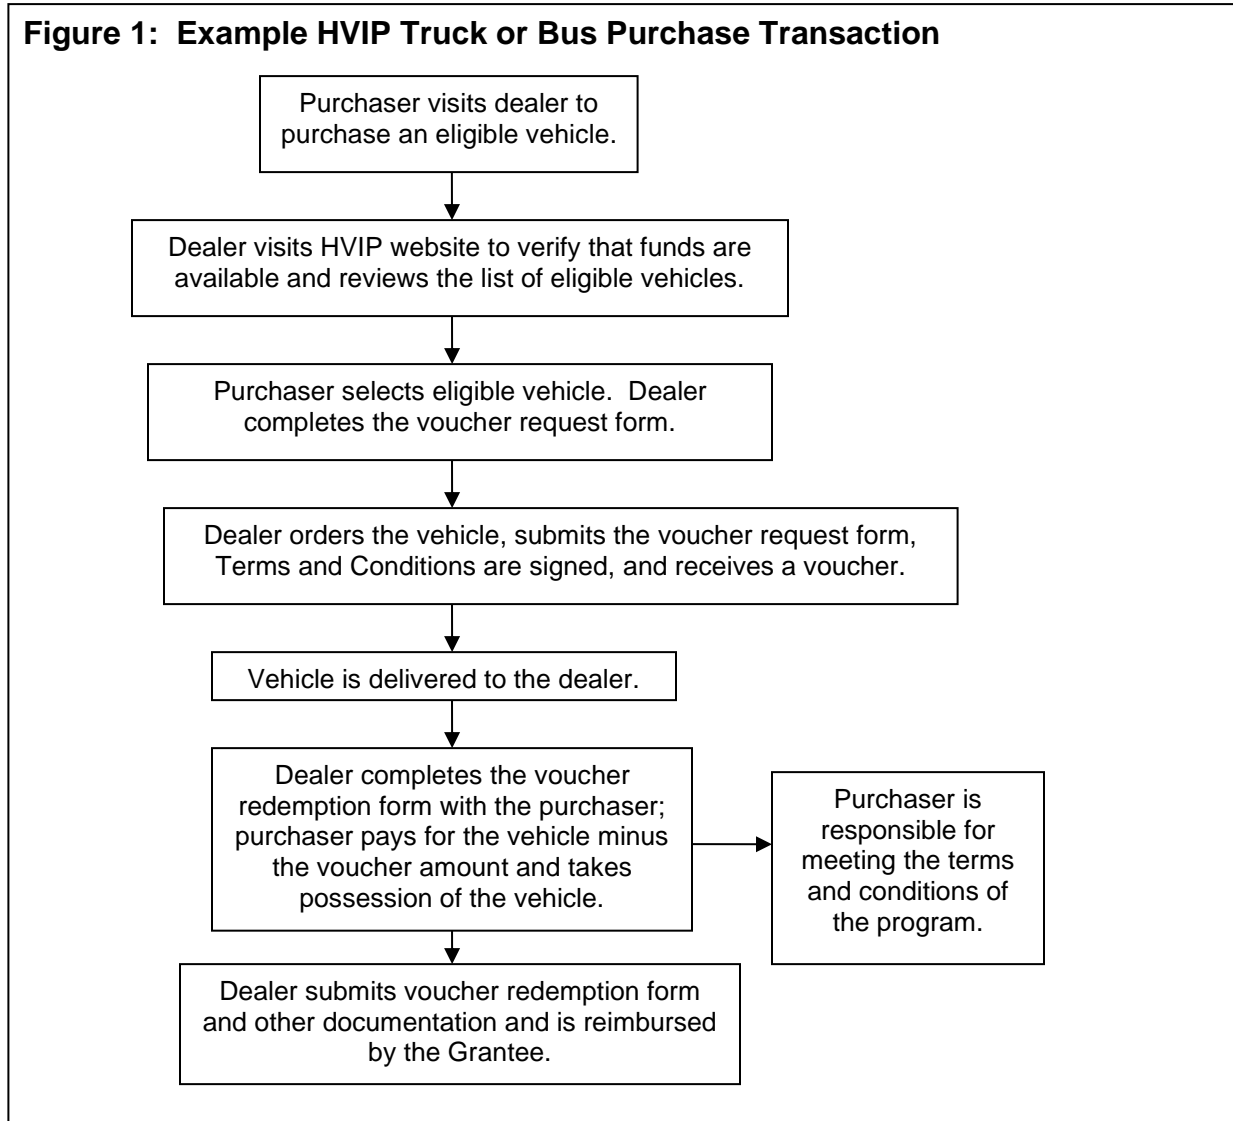 Figure 1:  Example HVIP Truck or Bus Purchase Transaction
Purchaser visits dealer to
purchase an eligible vehicle.
Dealer visits HVIP website to verify that funds are
available and reviews the list of eligible vehicles.
Purchaser selects eligible vehicle.  Dealer
completes the voucher request form.
Dealer orders the vehicle, submits the voucher request form,
Terms and Conditions are signed, and receives a voucher.
Vehicle is delivered to the dealer.
Dealer completes the voucher
redemption form with the purchaser;
purchaser pays for the vehicle minus
the voucher amount and takes
possession of the vehicle.
Purchaser is
responsible for
meeting the terms
and conditions of
the program.
Dealer submits voucher redemption form
and other documentation and is reimbursed
by the Grantee.